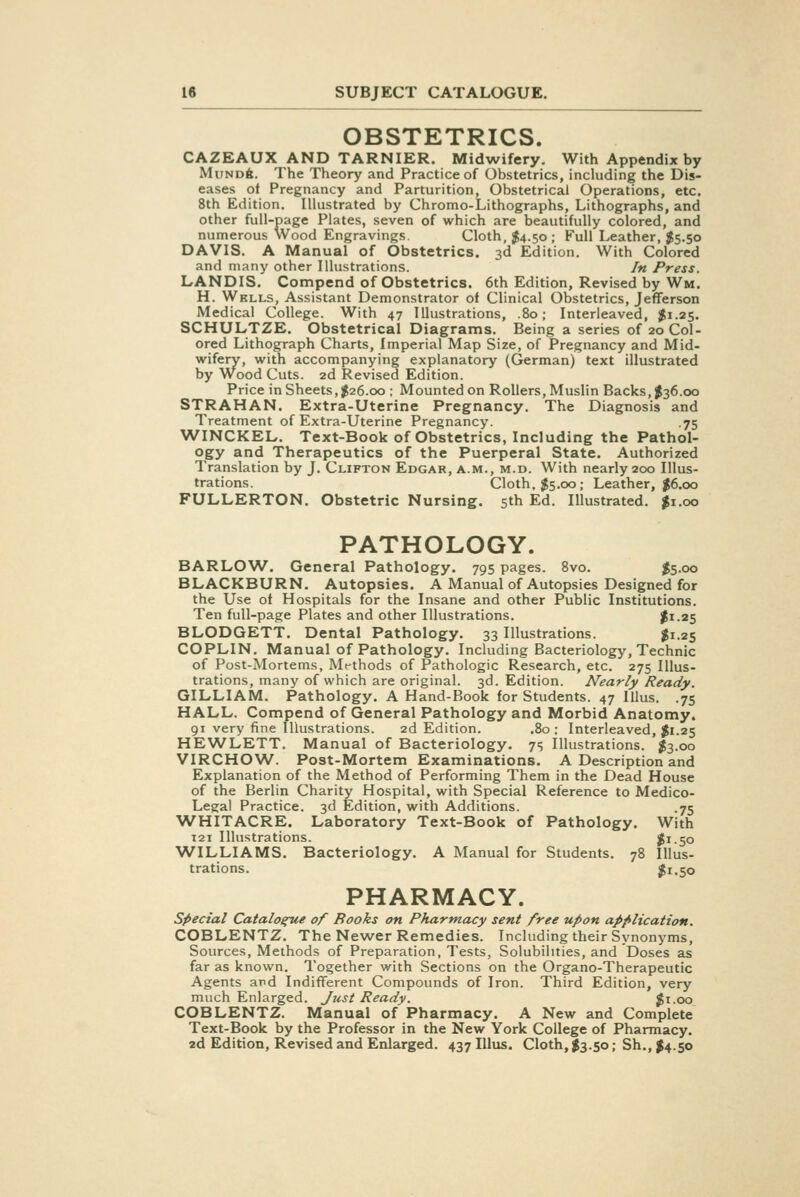 16 SUBJECT CATALOGUE.
OBSTETRICS.
CAZEAUX AND TARNIER. Midwifery. With Appendix by
MUNDÉ. The Theory and Practice of Obstetrics, including the Dis-
eases of Pregnancy and Parturition, Obstetrical Operations, etc.
8th Edition. Illustrated by Chromo-Lithographs, Lithographs, and
other full-page Plates, seven of which are beautifully colored, and
numerous Wood Engravings. Cloth, $4.50; Full Leather, $5.50
DAVIS. A Manual of Obstetrics. 3d Edition. With Colored
and many other Illustrations. In Press.
LANDIS. Compend of Obstetrics. 6th Edition, Revised by WM.
H. WELLS, Assistant Demonstrator of Clinical Obstetrics, Jefferson
Medical College. With 47 Illustrations, .80; Interleaved, $1.25.
SCHULTZE. Obstetrical Diagrams. Being a series of 20 Col-
ored Lithograph Charts, Imperial Map Size, of Pregnancy and Mid-
wifery, with accompanying explanatory (German) text illustrated
by Wood Cuts. 2d Revised Edition.
Price in Sheets, $26.00; Mounted on Rollers, Muslin Backs, $36.00
STRAHAN. Extra-Uterine Pregnancy. The Diagnosis and
Treatment of Extra-Uterine Pregnancy. .75
WINCKEL. Text-Book of Obstetrics, Including the Pathol-
ogy and Therapeutics of the Puerperal State. Authorized
Translation by J. CLIFTON EDGAR, A.M., M.D. With nearly 200 Illus-
trations. Cloth, $5.00; Leather, $6.00
FULLERTON. Obstetric Nursing. 5th Ed. Illustrated. $1.00
PATHOLOGY.
BARLOW. General Pathology. 795 pages. 8vo. $5.00
BLACKBURN. Autopsies. A Manual of Autopsies Designed for
the Use of Hospitals for the Insane and other Public Institutions.
Ten full-page Plates and other Illustrations. $1.25
BLODGETT. Dental Pathology. 33 Illustrations. $1.25
COPLIN. Manual of Pathology. Including Bacteriology, Technic
of Post-Mortems, Methods of Pathologic Research, etc. 275 Illus-
trations, many of which are original. 3d. Edition. Nearly Ready.
GILLIAM. Pathology. A Hand-Book for Students. 47 Illus. .75
HALL. Compend of General Pathology and Morbid Anatomy.
91 very fine Illustrations. 2d Edition. .80; Interleaved, $1.25
HEWLETT. Manual of Bacteriology. 75 Illustrations. $3.00
VIRCHOW. Post-Mortem Examinations. A Description and
Explanation of the Method of Performing Them in the Dead House
of the Berlin Charity Hospital, with Special Reference to Medico-
Legal Practice. 3d Edition, with Additions. .75
WHITACRE. Laboratory Text-Book of Pathology. With
121 Illustrations. $1.50
WILLIAMS. Bacteriology. A Manual for Students. 78 Illus-
trations. $1.50
PHARMACY.
Special Catalogue of Books on Pharmacy sent free upon application.
COBLENTZ. The Newer Remedies. Including their Synonyms,
Sources, Methods of Preparation, Tests, Solubilities, and Doses as
far as known. Together with Sections on the Organo-Therapeutic
Agents and Indifferent Compounds of Iron. Third Edition, very
much Enlarged. Just Ready. $1.00
COBLENTZ. Manual of Pharmacy. A New and Complete
Text-Book by the Professor in the New York College of Pharmacy.
2d Edition, Revised and Enlarged. 437 Illus. Cloth, $3.50; Sh., $4.50